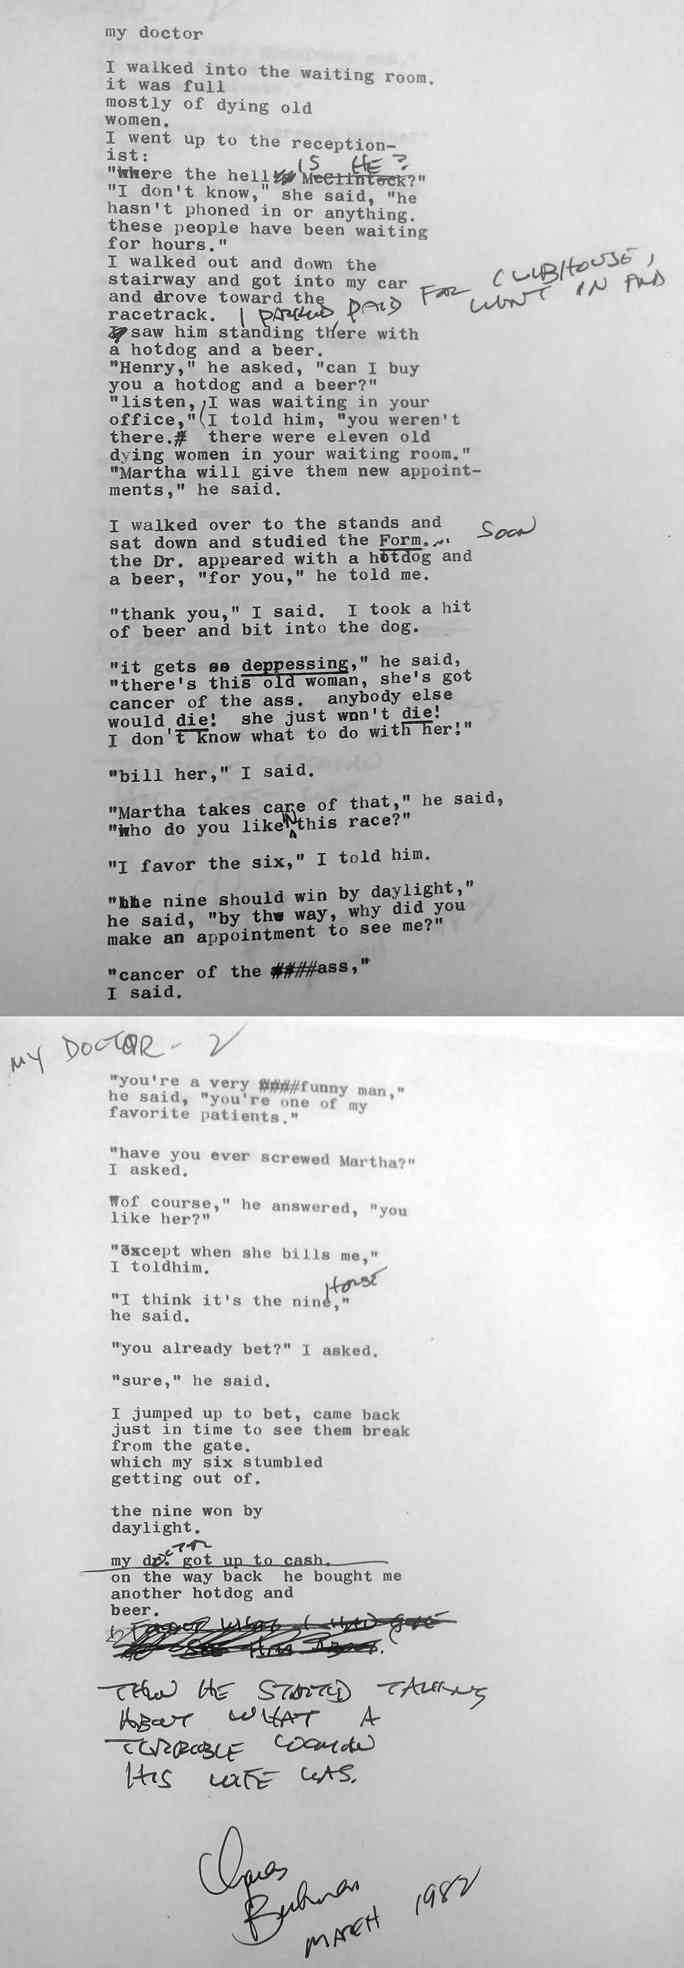 my doctor
I walked into the waiting room.
it was full
mostly of dying old
women.
I went up to the reception-
ist:
IS HE?
"where the hell McClintock?"
"I don't know," she said, "he
hasn't phoned in or anything.
these people have been waiting
for hours."
I walked out and down the
stairway and got into my car
and drove toward the
racetrack. I PARKED, PAID FOR CLUBHOUSE,
WENT IN AND
saw him standing there with
a hotdog and a beer.
"Henry," he asked, "can I buy
you a hotdog and a beer?"
"listen, I was waiting in your
office," I told him, "you weren't
there. there were eleven old
dying women in your waiting room."
"Martha will give them new appoint-
ments," he said.
I walked over to the stands and
sat down and studied the Form... SOON
the Dr. appeared with a hotdog and
a beer, "for you," he told me.
"thank you," I said. I took a hit
of beer and bit into the dog.
"it gets so deppessing," he said,
"there's this old woman, she's got
cancer of the ass. anybody else
would die! she just won't die!
I don't know what to do with her!"
"bill her," I said.
"Martha takes care of that," he said,
"who do you like IN this race?"
"I favor the six," I told him.
"the nine should win by daylight,"
he said, "by the way, why did you
make an appointment to see me?"
"cancer of the ####ass,"
I said.
MY DOCTOR - 2
"you're a very ####funny man,"
he said, "you're one of my
favorite patients."
"have you ever screwed Martha?"
I asked.
"of course," he answered, "you
like her?"
"except when she bills me,"
I toldhim.
HORSE
"I think it's the nine,"
he said.
"you already bet?" I asked.
"sure," he said.
I jumped up to bet, came back
just in time to see them break
from the gate.
which my six stumbled
getting out of.
the nine won by
daylight.
my doctor got up to cash.
on the way back he bought me
another hotdog and
beer.
I FORGOT WHAT I HAD GONE
TO SEE HIM ABOUT.
THEN HE STARTED TALKING
ABOUT WHAT A
TERRIBLE WOMAN
HIS WIFE WAS.
Charles
Bukowski
MARCH 1982